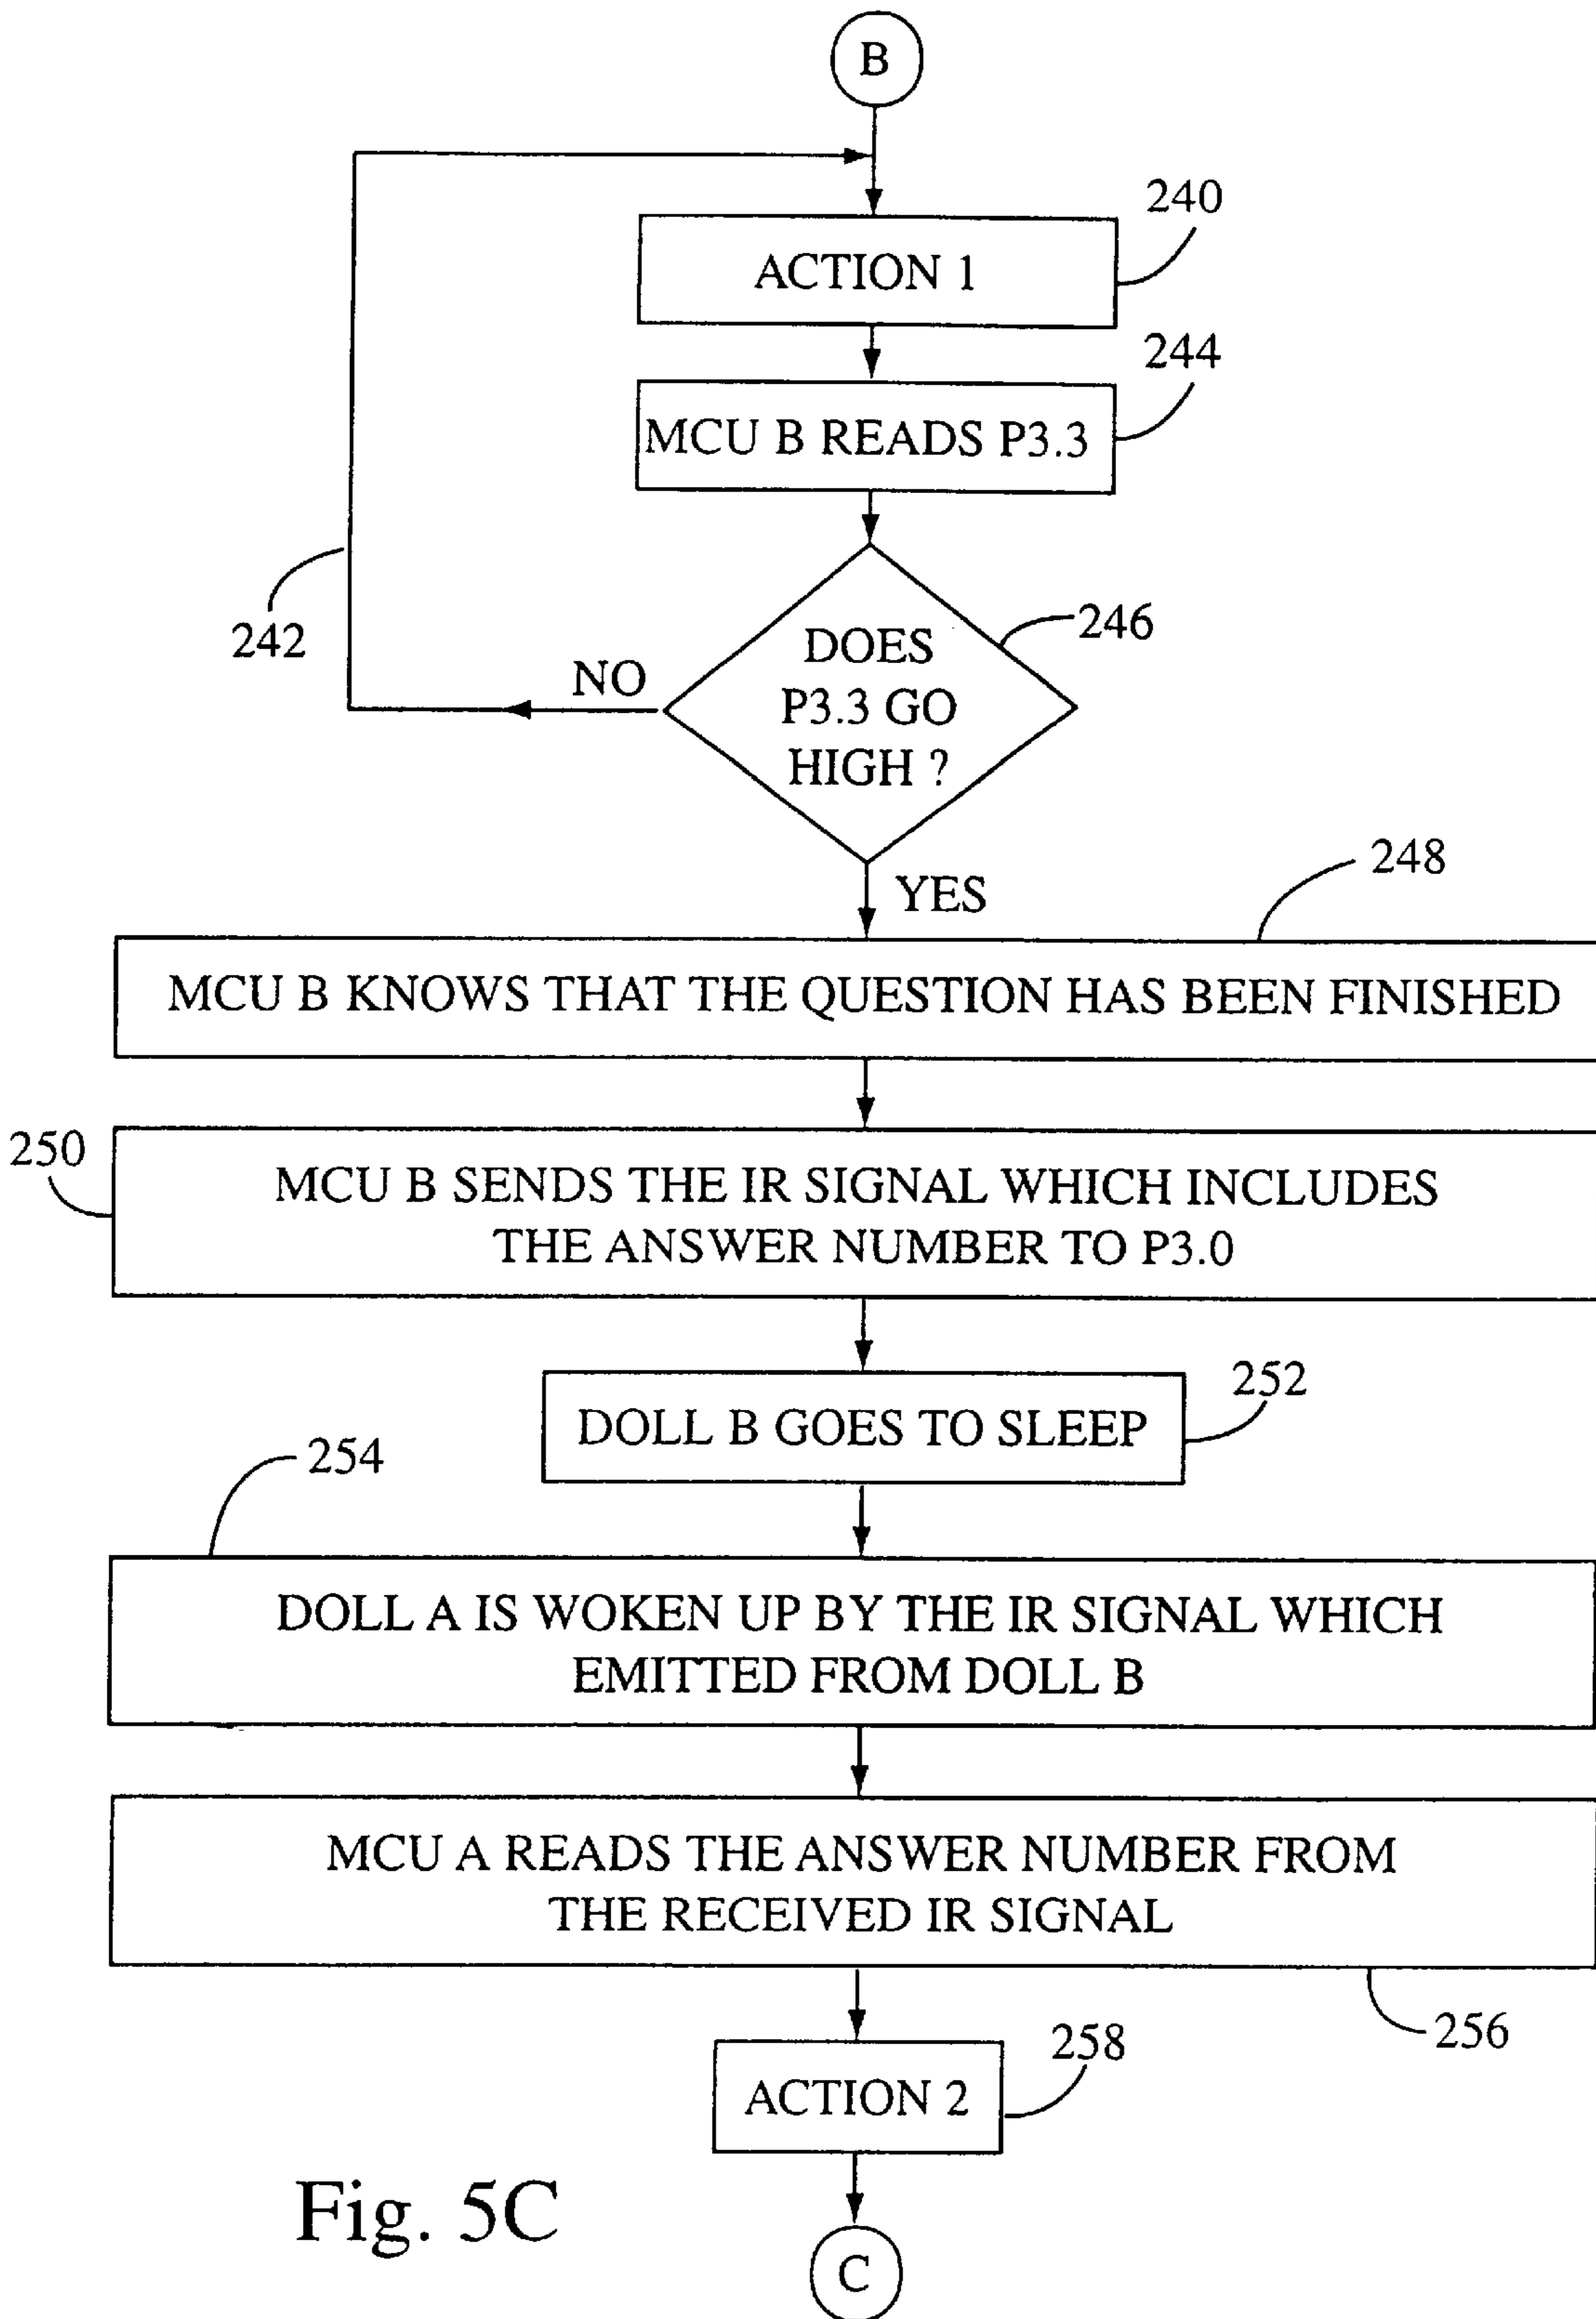 B
240
ACTION 1
244
MCU B READS P3.3
246
DOES
P3.3 GO
HIGH ?
NO
242
YES
248
MCU B KNOWS THAT THE QUESTION HAS BEEN FINISHED
250
MCU B SENDS THE IR SIGNAL WHICH INCLUDES
THE ANSWER NUMBER TO P3.0
252
DOLL B GOES TO SLEEP
254
DOLL A IS WOKEN UP BY THE IR SIGNAL WHICH
EMITTED FROM DOLL B
MCU A READS THE ANSWER NUMBER FROM
THE RECEIVED IR SIGNAL
256
258
ACTION 2
Fig. 5C
C